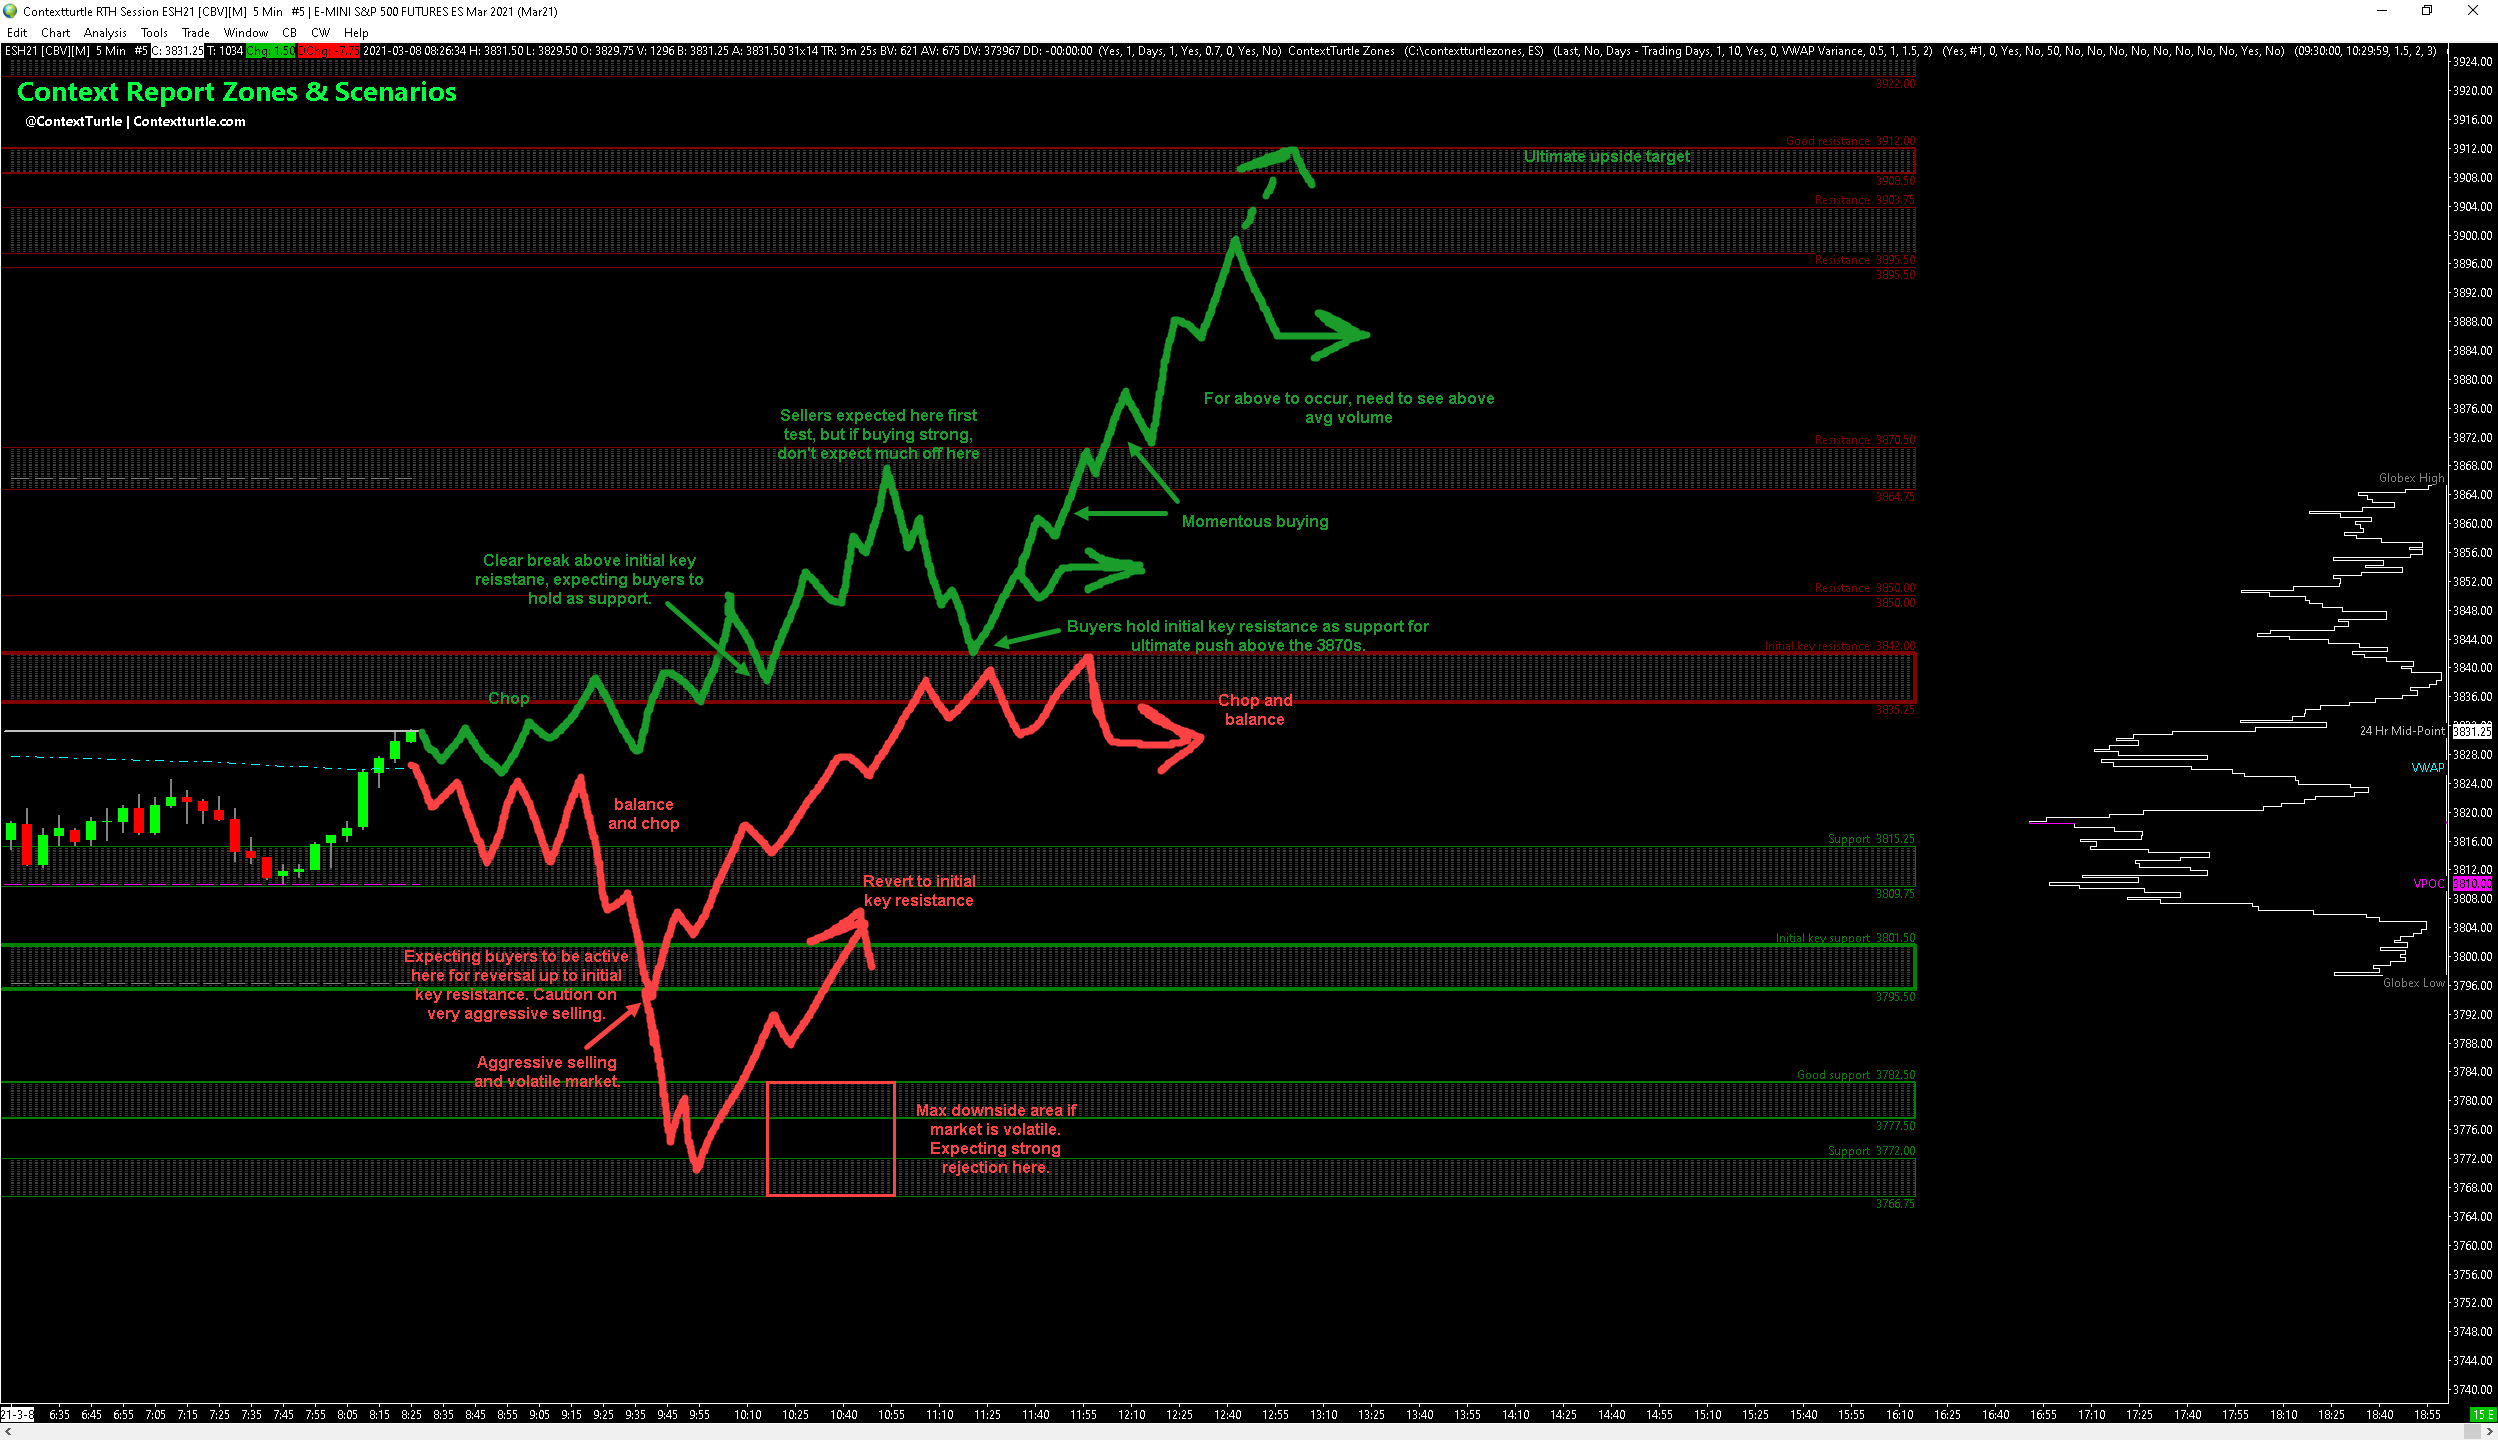 Contextturtle RTH Session ESH21 [CBV][M]  5 Min   #5 | E-MINI S&P 500 FUTURES ES Mar 2021 (Mar21)
Edit Chart Analysis Tools Trade Window CB CW Help
ESH21 [CBV][M]  5 Min   #5 C: 3831.25 T: 1034 Chg: 1.50 DChg: -7.75 2021-03-08 08:26:34 H: 3831.50 L: 3829.50 O: 3829.75 V: 1296 B: 3831.25 A: 3831.50 31x14 TR: 3m 25s BV: 621 AV: 675 DV: 373967 DD: -00:00:00  (Yes, 1, Days, 1, Yes, 0.7, 0, Yes, No)  ContextTurtle Zones   (C:\contextturtlezones, ES)   (Last, No, Days - Trading Days, 1, 10, Yes, 0, VWAP Variance, 0.5, 1, 1.5, 2)   (Yes, #1, 0, Yes, No, 50, No, No, No, No, No, No, No, No, Yes, No)   (09:30:00, 10:29:59, 1.5, 2, 3)
Context Report Zones & Scenarios
@ContextTurtle | Contextturtle.com
3922.00
Good resistance  3912.00
Ultimate upside target
3908.50
Resistance  3903.75
Resistance  3895.50
3895.50
For above to occur, need to see above
avg volume
Sellers expected here first
test, but if buying strong,
don't expect much off here
Resistance  3870.50
Globex High
3864.75
Momentous buying
Clear break above initial key
reisstane, expecting buyers to
hold as support.
Resistance  3850.00
3850.00
Buyers hold initial key resistance as support for
ultimate push above the 3870s.
Initial key resistance  3842.00
Chop
Chop and
balance
3835.25
24 Hr Mid-Point
VWAP
balance
and chop
Support  3815.25
Revert to initial
key resistance
VPOC
3809.75
Initial key support  3801.50
Expecting buyers to be active
here for reversal up to initial
key resistance. Caution on
very aggressive selling.
Globex Low
3795.50
Aggressive selling
and volatile market.
Good support  3782.50
Max downside area if
market is volatile.
Expecting strong
rejection here.
3777.50
Support  3772.00
3766.75
3924.00
3920.00
3916.00
3912.00
3908.00
3904.00
3900.00
3896.00
3892.00
3888.00
3884.00
3880.00
3876.00
3872.00
3868.00
3864.00
3860.00
3856.00
3852.00
3848.00
3844.00
3840.00
3836.00
3831.25
3828.00
3824.00
3820.00
3816.00
3812.00
3810.00
3808.00
3804.00
3800.00
3796.00
3792.00
3788.00
3784.00
3780.00
3776.00
3772.00
3768.00
3764.00
3760.00
3756.00
3752.00
3748.00
3744.00
3740.00
21-3-8 6:35 6:45 6:55 7:05 7:15 7:25 7:35 7:45 7:55 8:05 8:15 8:25 8:35 8:45 8:55 9:05 9:15 9:25 9:35 9:45 9:55 10:10 10:25 10:40 10:55 11:10 11:25 11:40 11:55 12:10 12:25 12:40 12:55 13:10 13:25 13:40 13:55 14:10 14:25 14:40 14:55 15:10 15:25 15:40 15:55 16:10 16:25 16:40 16:55 17:10 17:25 17:40 17:55 18:10 18:25 18:40 18:55 15 E